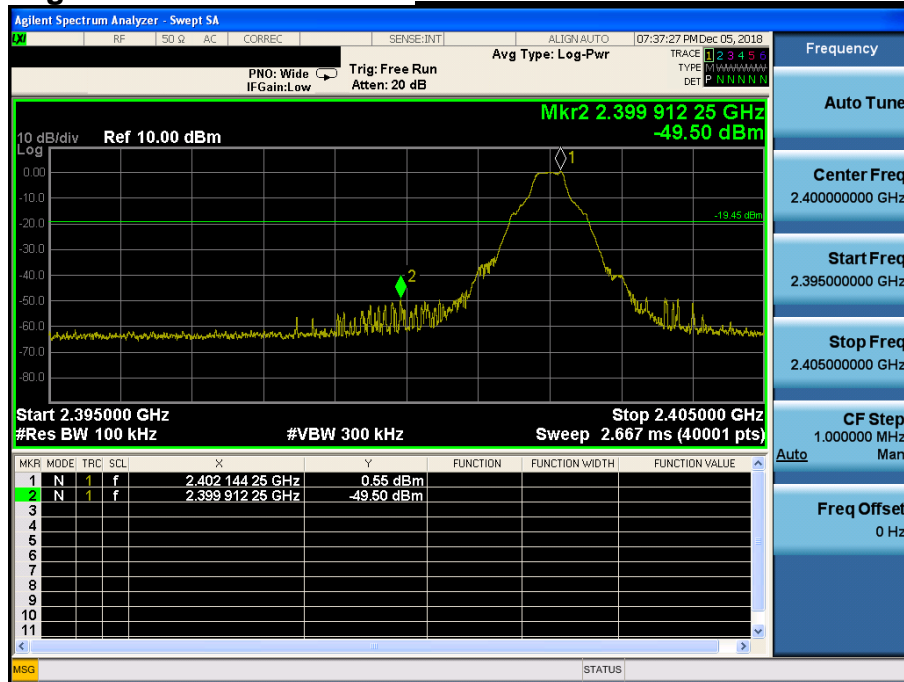 Agilent Spectrum Analyzer - Swept SA
LXI RF 50 Ω AC CORREC SENSE:INT ALIGN AUTO 07:37:27 PM Dec 05, 2018
Frequency
Avg Type: Log-Pwr TRACE 1 2 3 4 5 6
PNO: Wide Trig: Free Run TYPE M WWWWW
IFGain:Low Atten: 20 dB DET P N N N N N
Auto Tune
Mkr2 2.399 912 25 GHz
10 dB/div Ref 10.00 dBm -49.50 dBm
Log
1
0.00
-10.0
-20.0
-19.45 dBm
-30.0
-40.0
2
-50.0
-60.0
-70.0
-80.0
Center Freq
2.400000000 GHz
Start Freq
2.395000000 GHz
Stop Freq
2.405000000 GHz
Start 2.395000 GHz Stop 2.405000 GHz
#Res BW 100 kHz #VBW 300 kHz Sweep 2.667 ms (40001 pts)
CF Step
1.000000 MHz
Auto Man
MKR MODE TRC SCL X Y FUNCTION FUNCTION WIDTH FUNCTION VALUE
1 N 1 f 2.402 144 25 GHz 0.55 dBm
2 N 1 f 2.399 912 25 GHz -49.50 dBm
3
4
5
6
7
8
9
10
11
Freq Offset
0 Hz
MSG STATUS